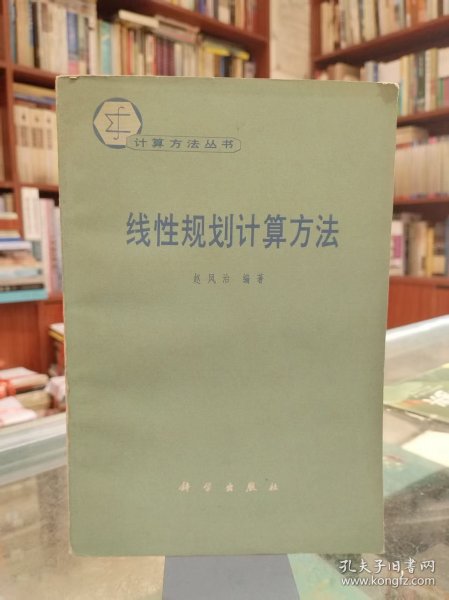 计算方法丛书
线性规划计算方法
赵凤治 编著
科学出版社
孔夫子旧书网
www.kongfz.com